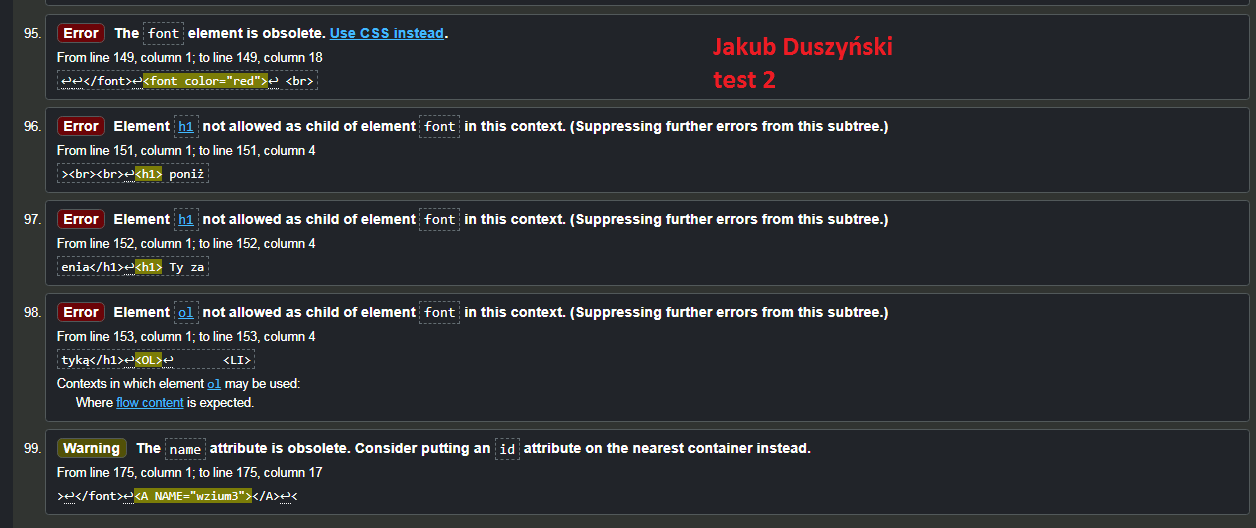 95. Error The font element is obsolete. Use CSS instead.
From line 149, column 1; to line 149, column 18
↩↩</font>↩<font color="red">↩ <br>
Jakub Duszyński
test 2
96. Error Element h1 not allowed as child of element font in this context. (Suppressing further errors from this subtree.)
From line 151, column 1; to line 151, column 4
><br><br>↩<h1> poniż
97. Error Element h1 not allowed as child of element font in this context. (Suppressing further errors from this subtree.)
From line 152, column 1; to line 152, column 4
enia</h1>↩<h1> Ty za
98. Error Element ol not allowed as child of element font in this context. (Suppressing further errors from this subtree.)
From line 153, column 1; to line 153, column 4
tyką</h1>↩<OL>↩ <LI>
Contexts in which element ol may be used:
Where flow content is expected.
99. Warning The name attribute is obsolete. Consider putting an id attribute on the nearest container instead.
From line 175, column 1; to line 175, column 17
>↩</font>↩<A NAME="wzium3"></A>↩<